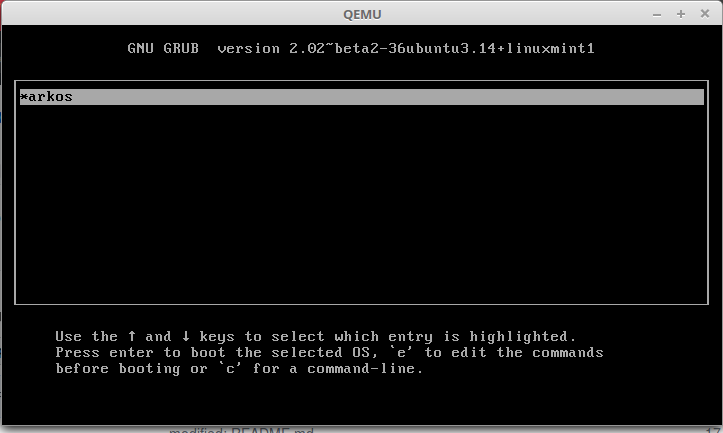 QEMU
GNU GRUB  version 2.02~beta2-36ubuntu3.14+linuxmint1
*arkos
Use the ↑ and ↓ keys to select which entry is highlighted.
Press enter to boot the selected OS, `e' to edit the commands
before booting or `c' for a command-line.
modified: README.md